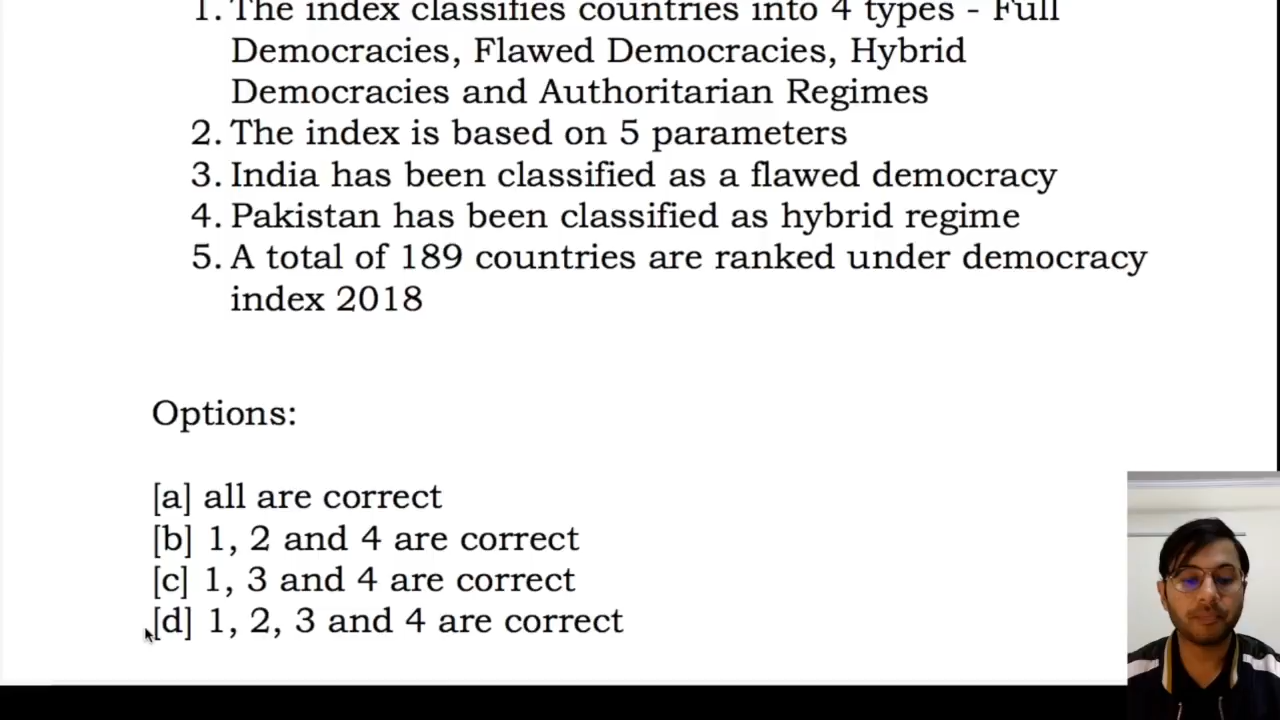 1. The index classifies countries into 4 types - Full
Democracies, Flawed Democracies, Hybrid
Democracies and Authoritarian Regimes
2. The index is based on 5 parameters
3. India has been classified as a flawed democracy
4. Pakistan has been classified as hybrid regime
5. A total of 189 countries are ranked under democracy
index 2018
Options:
[a] all are correct
[b] 1, 2 and 4 are correct
[c] 1, 3 and 4 are correct
[d] 1, 2, 3 and 4 are correct